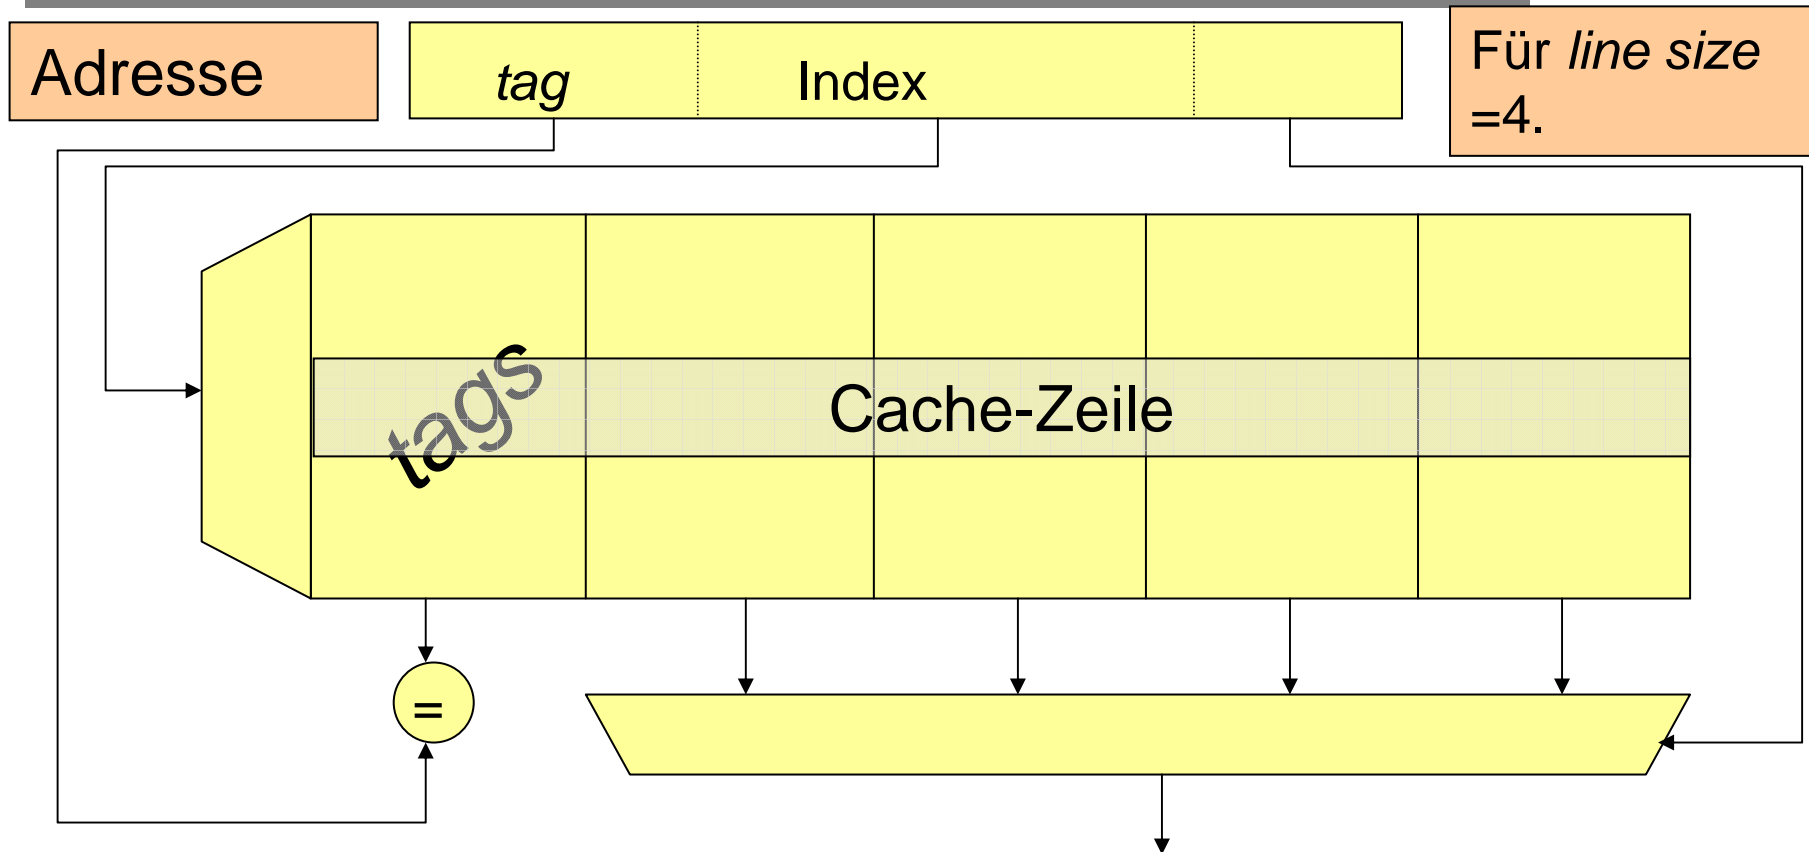 Adresse
tag
Index
Für line size
=4.
tags
Cache-Zeile
=